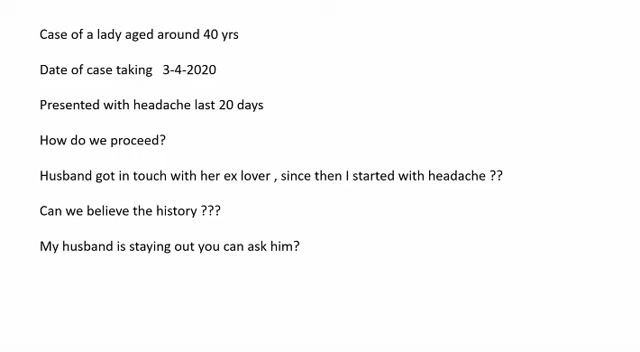 Case of a lady aged around 40 yrs
Date of case taking   3-4-2020
Presented with headache last 20 days
How do we proceed?
Husband got in touch with her ex lover , since then I started with headache ??
Can we believe the history ???
My husband is staying out you can ask him?